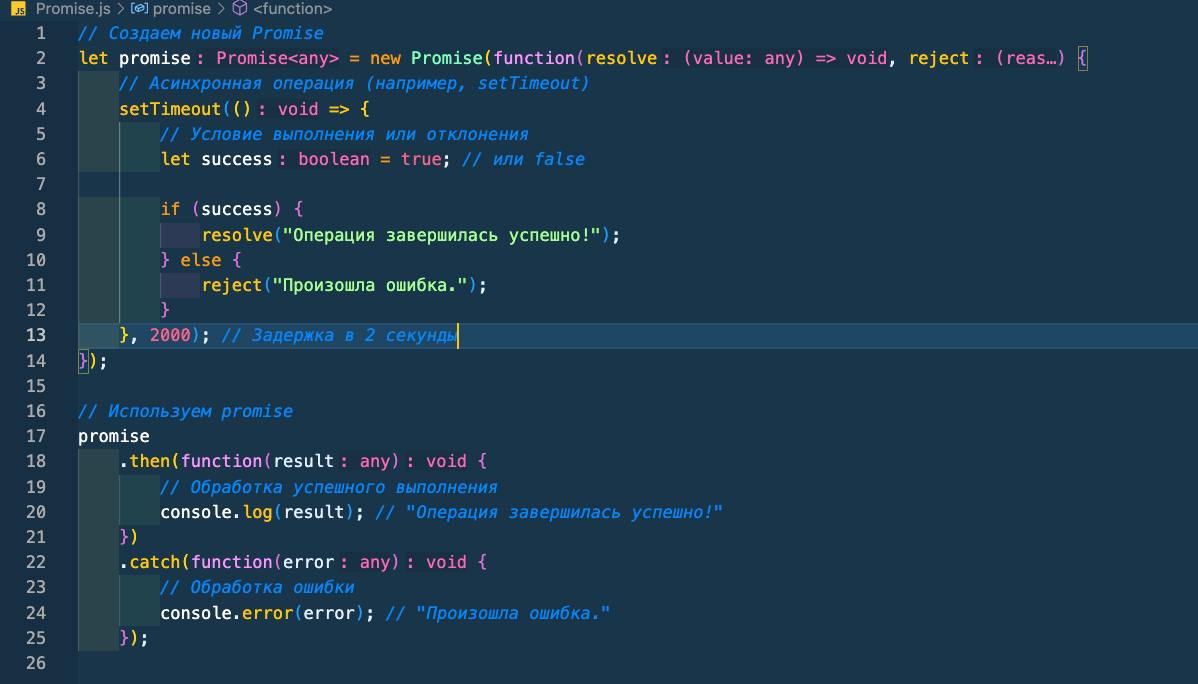 JS Promise.js > promise > <function>
1 // Создаем новый Promise
2 let promise: Promise<any> = new Promise(function(resolve: (value: any) => void, reject: (reas…) {
3 // Асинхронная операция (например, setTimeout)
4 setTimeout((): void => {
5 // Условие выполнения или отклонения
6 let success: boolean = true; // или false
7
8 if (success) {
9 resolve("Операция завершилась успешно!");
10 } else {
11 reject("Произошла ошибка.");
12 }
13 }, 2000); // Задержка в 2 секунды
14 });
15
16 // Используем promise
17 promise
18 .then(function(result: any): void {
19 // Обработка успешного выполнения
20 console.log(result); // "Операция завершилась успешно!"
21 })
22 .catch(function(error: any): void {
23 // Обработка ошибки
24 console.error(error); // "Произошла ошибка."
25 });
26